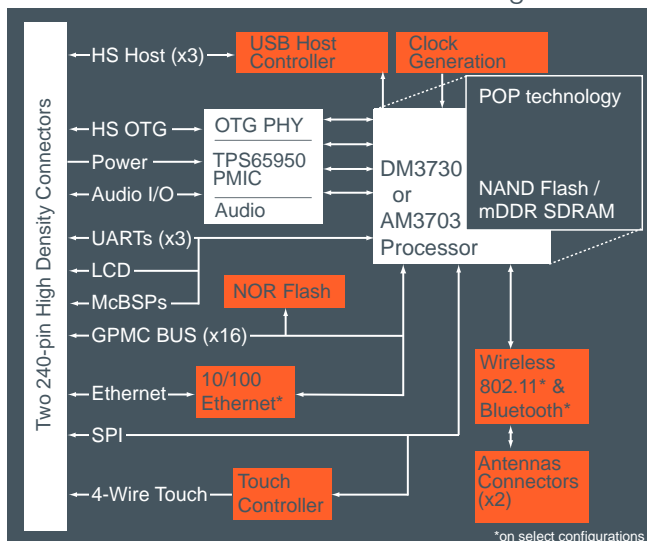 USB Host
Controller
Clock
Generation
HS Host (x3)
POP technology
NAND Flash /
mDDR SDRAM
Two 240-pin High Density Connectors
HS OTG
Power
Audio I/O
OTG PHY
TPS65950
PMIC
Audio
DM3730
or
AM3703
Processor
UARTs (x3)
LCD
McBSPs
NOR Flash
GPMC BUS (x16)
Ethernet
10/100
Ethernet*
Wireless
802.11* &
Bluetooth*
SPI
4-Wire Touch
Touch
Controller
Antennas
Connectors
(x2)
*on select configurations